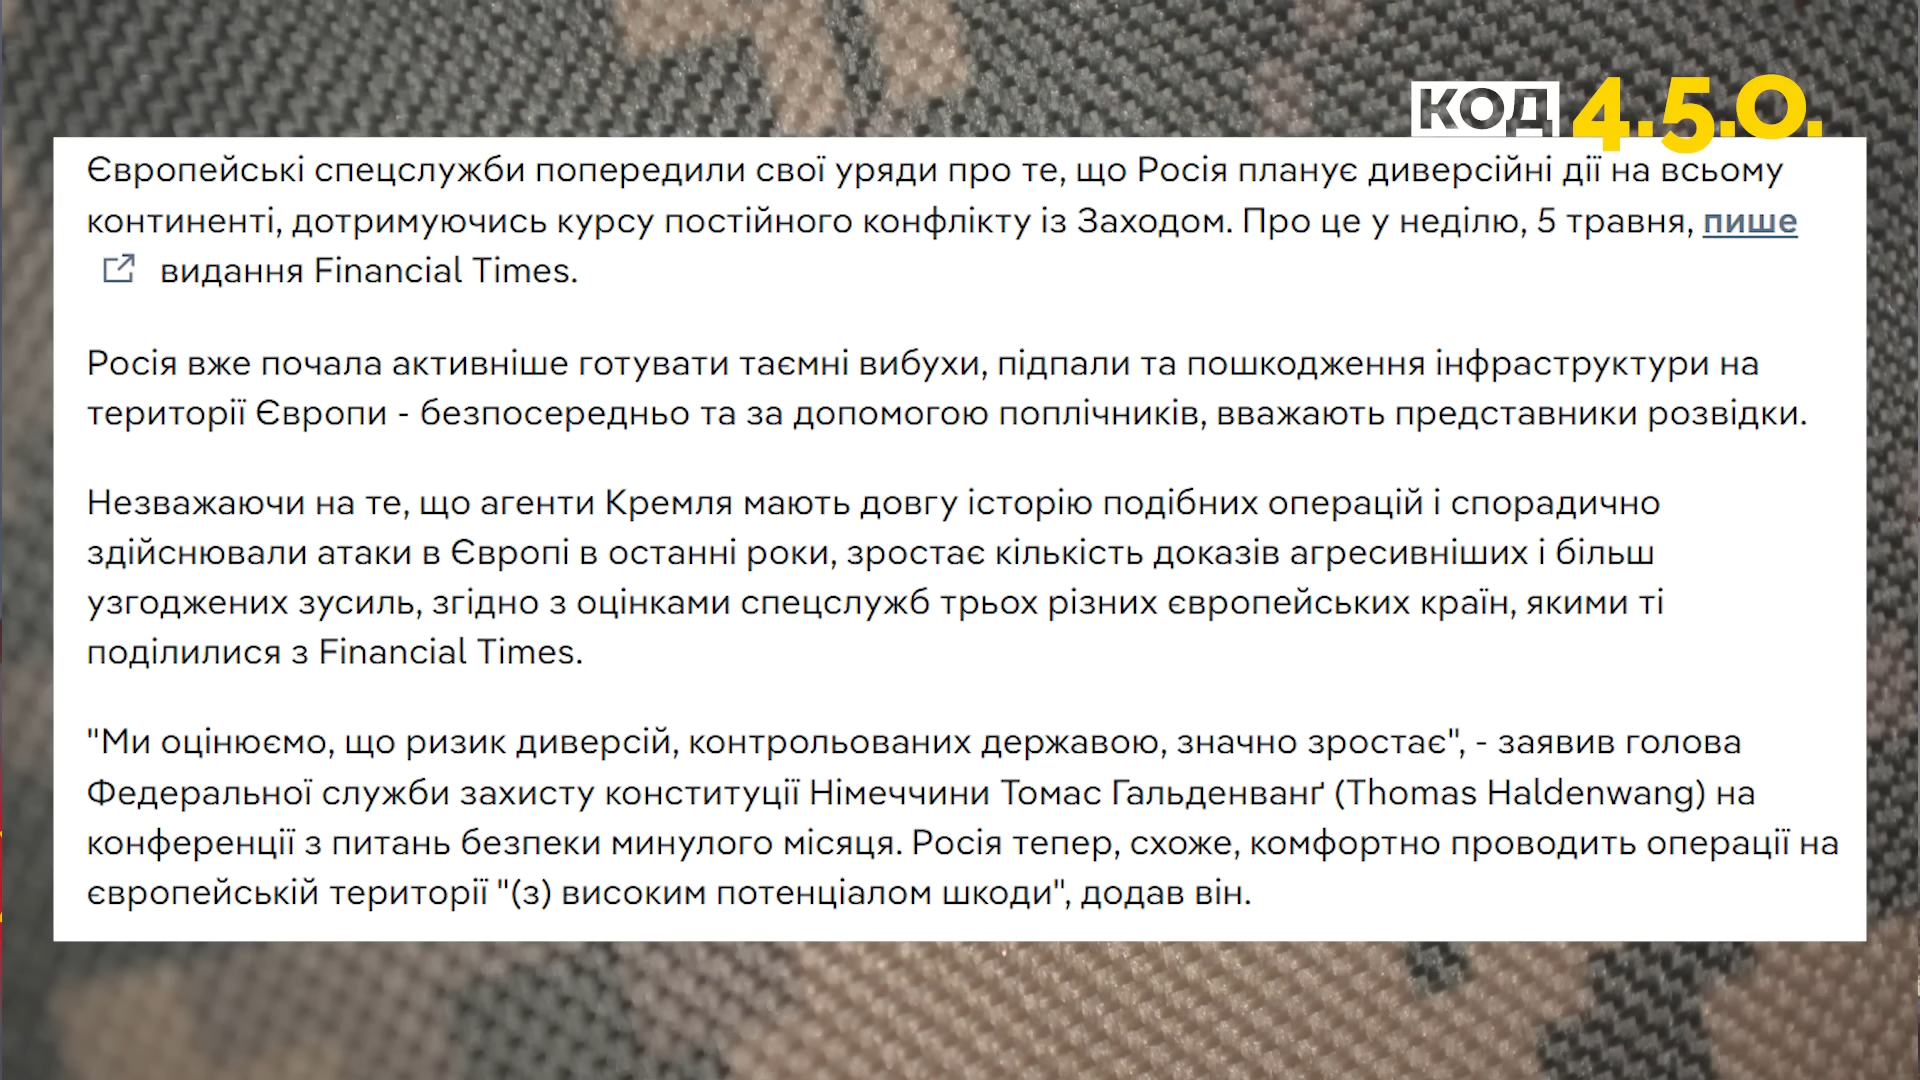 КОД 4.5.0.
Європейські спецслужби попередили свої уряди про те, що Росія планує диверсійні дії на всьому
континенті, дотримуючись курсу постійного конфлікту із Заходом. Про це у неділю, 5 травня, пише
видання Financial Times.
Росія вже почала активніше готувати таємні вибухи, підпали та пошкодження інфраструктури на
території Європи - безпосередньо та за допомогою поплічників, вважають представники розвідки.
Незважаючи на те, що агенти Кремля мають довгу історію подібних операцій і спорадично
здійснювали атаки в Європі в останні роки, зростає кількість доказів агресивніших і більш
узгоджених зусиль, згідно з оцінками спецслужб трьох різних європейських країн, якими ті
поділилися з Financial Times.
"Ми оцінюємо, що ризик диверсій, контрольованих державою, значно зростає", - заявив голова
Федеральної служби захисту конституції Німеччини Томас Гальденванґ (Thomas Haldenwang) на
конференції з питань безпеки минулого місяця. Росія тепер, схоже, комфортно проводить операції на
європейській території "(з) високим потенціалом шкоди", додав він.